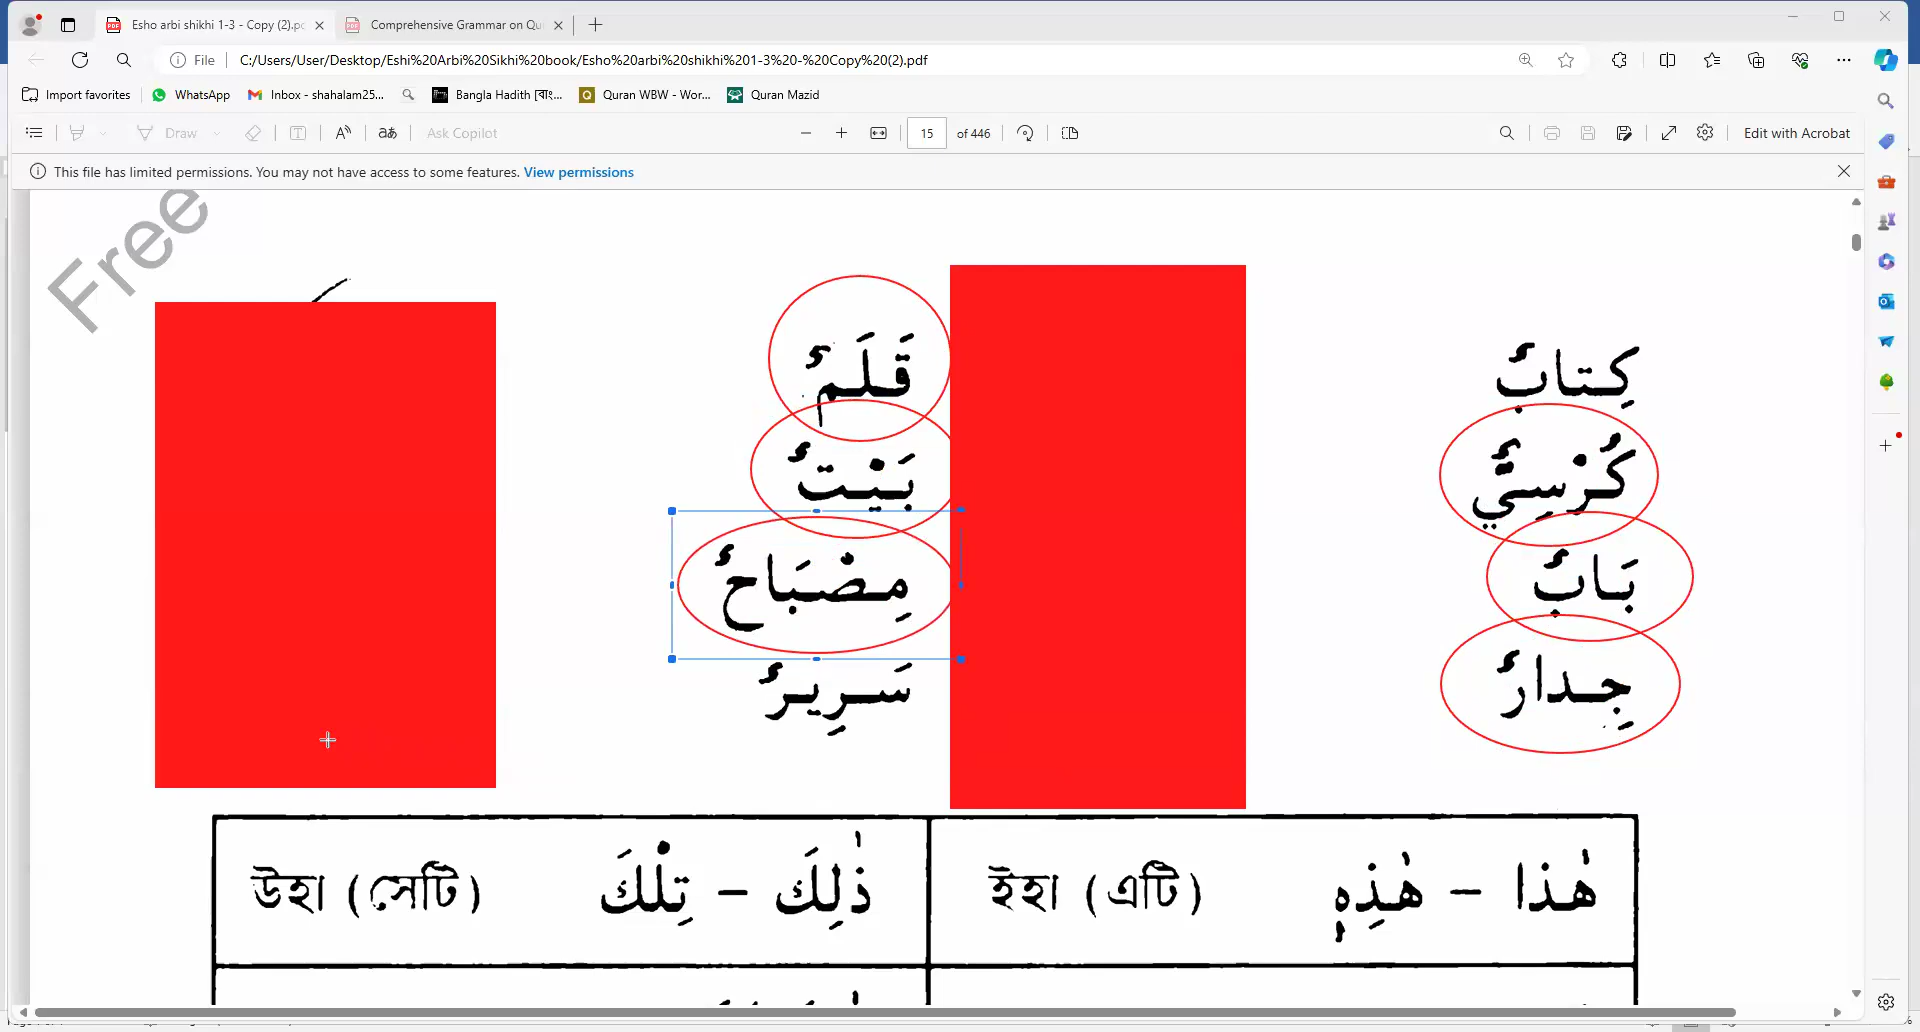 Esho arbi shikhi 1-3 - Copy (2).pc
Comprehensive Grammar on Qu
File
C:/Users/User/Desktop/Eshi%20Arbi%20Sikhi%20book/Esho%20arbi%20shikhi%201-3%20-%20Copy%20(2).pdf
Import favorites WhatsApp Inbox - shahalam25... Bangla Hadith [বাং... Quran WBW - Wor... Quran Mazid
Draw Ask Copilot 15 of 446 Edit with Acrobat
This file has limited permissions. You may not have access to some features. View permissions
Free
كِتابٌ قَلَمٌ
كُرْسِيٌّ بَيْتٌ
بَابٌ مِصْبَاحٌ
جِدارٌ سَرِيرٌ
هٰذا – هٰذِهٖ ইহা (এটি) ذٰلِكَ – تِلْكَ উহা (সেটি)